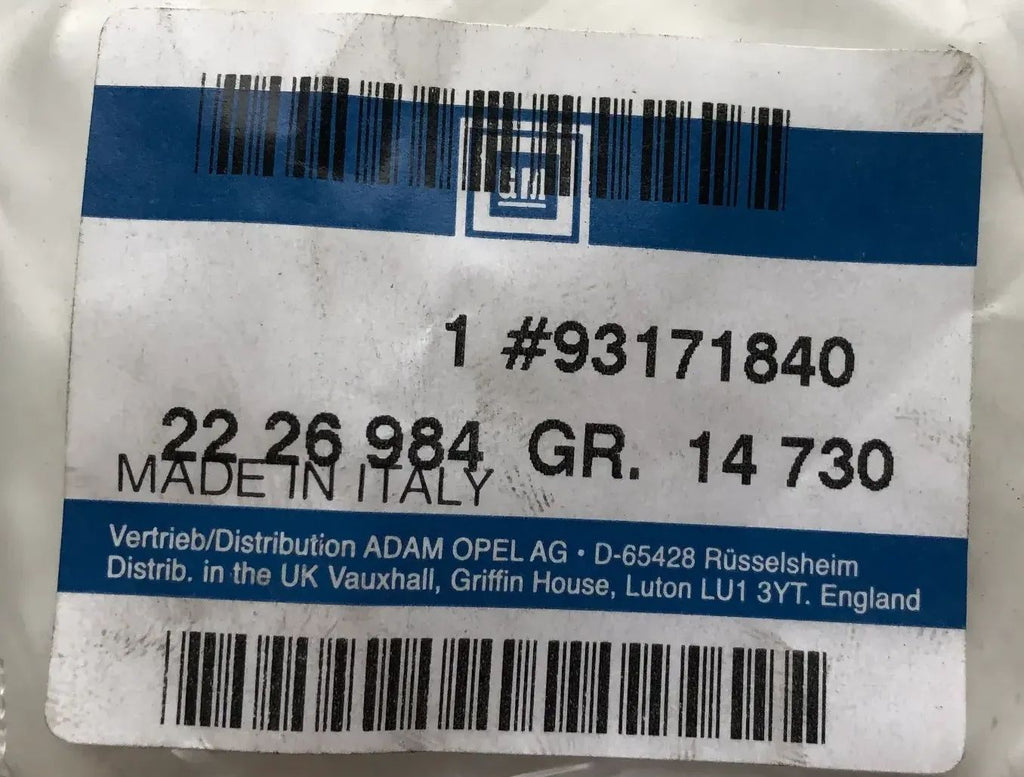 GM
1 #93171840
22 26 984 GR. 14 730
MADE IN ITALY
Vertrieb/Distribution ADAM OPEL AG • D-65428 Rüsselsheim
Distrib. in the UK Vauxhall, Griffin House, Luton LU1 3YT. England